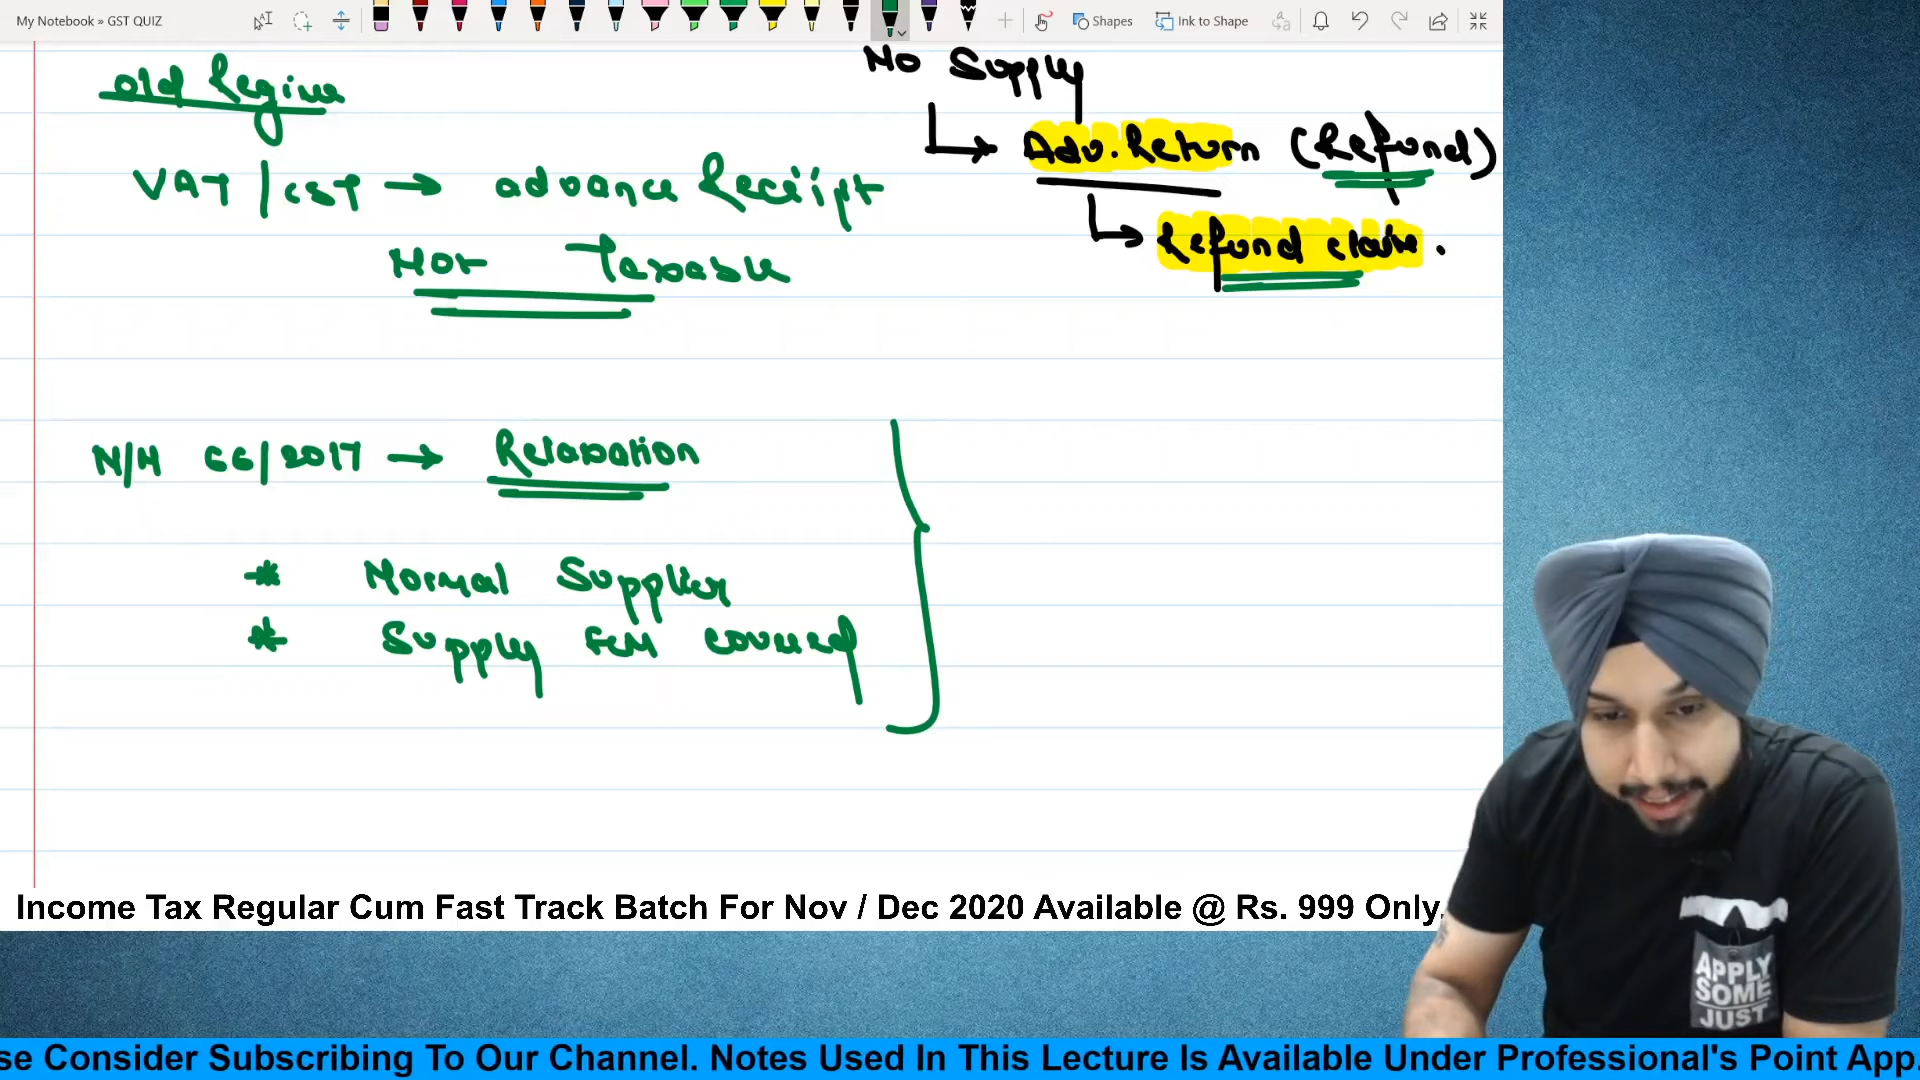 My Notebook » GST QUIZ
Shapes
Ink to Shape
Old Regime
VAT / CST → advance Receipt
Not Taxable
No Supply
Adv. Return (Refund)
Refund claim.
N/N 66/2017 → Relaxation
* Normal Supplier
* Supply FCM covered
Income Tax Regular Cum Fast Track Batch For Nov / Dec 2020 Available @ Rs. 999 Only.
APPLY
SOME
JUST
se Consider Subscribing To Our Channel. Notes Used In This Lecture Is Available Under Professional's Point App.